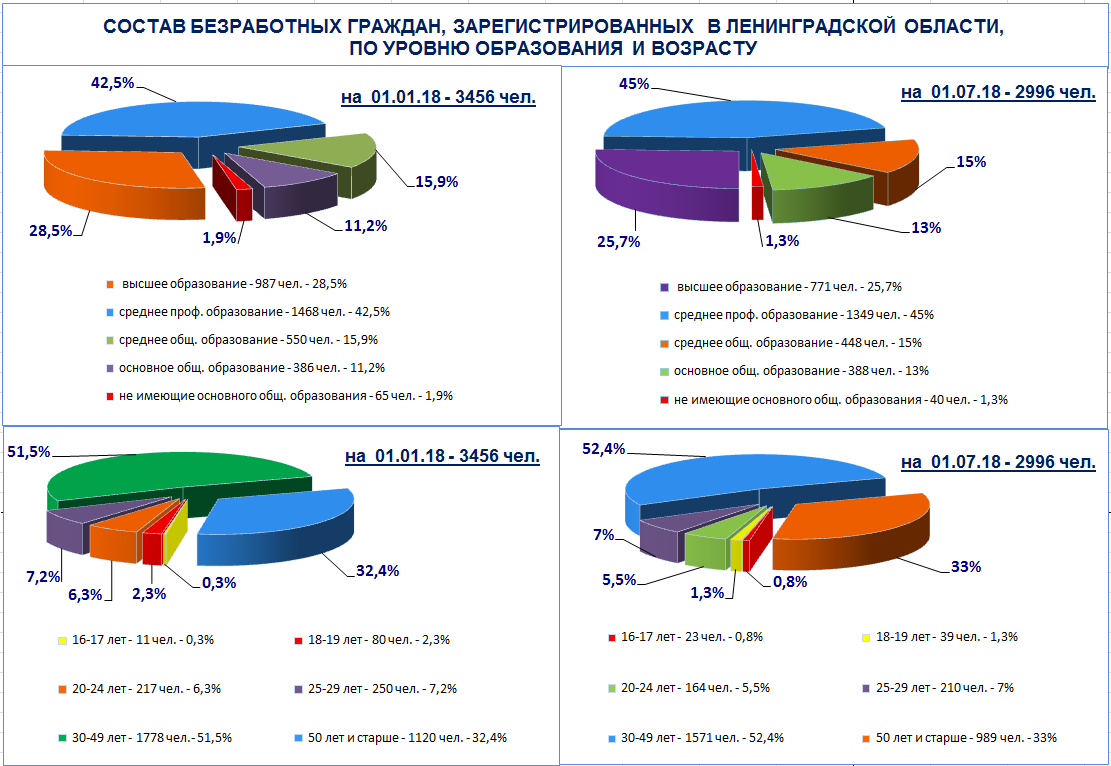 СОСТАВ БЕЗРАБОТНЫХ ГРАЖДАН, ЗАРЕГИСТРИРОВАННЫХ В ЛЕНИНГРАДСКОЙ ОБЛАСТИ,
ПО УРОВНЮ ОБРАЗОВАНИЯ И ВОЗРАСТУ
на 01.01.18 - 3456 чел.
42,5%
15,9%
11,2%
1,9%
28,5%
высшее образование - 987 чел. - 28,5%
среднее проф. образование - 1468 чел. - 42,5%
среднее общ. образование - 550 чел. - 15,9%
основное общ. образование - 386 чел. - 11,2%
не имеющие основного общ. образования - 65 чел. - 1,9%
на 01.07.18 - 2996 чел.
45%
15%
13%
1,3%
25,7%
высшее образование - 771 чел. - 25,7%
среднее проф. образование - 1349 чел. - 45%
среднее общ. образование - 448 чел. - 15%
основное общ. образование - 388 чел. - 13%
не имеющие основного общ. образования - 40 чел. - 1,3%
на 01.01.18 - 3456 чел.
51,5%
32,4%
0,3%
2,3%
6,3%
7,2%
16-17 лет - 11 чел. - 0,3%
18-19 лет - 80 чел. - 2,3%
20-24 лет - 217 чел. - 6,3%
25-29 лет - 250 чел. - 7,2%
30-49 лет - 1778 чел. - 51,5%
50 лет и старше - 1120 чел. - 32,4%
на 01.07.18 - 2996 чел.
52,4%
33%
0,8%
1,3%
5,5%
7%
16-17 лет - 23 чел. - 0,8%
18-19 лет - 39 чел. - 1,3%
20-24 лет - 164 чел. - 5,5%
25-29 лет - 210 чел. - 7%
30-49 лет - 1571 чел. - 52,4%
50 лет и старше - 989 чел. - 33%